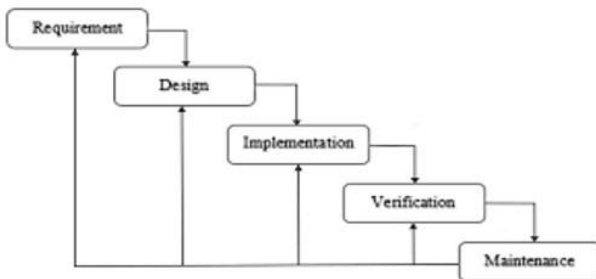 Requirement
Design
Implementation
Verification
Maintenance